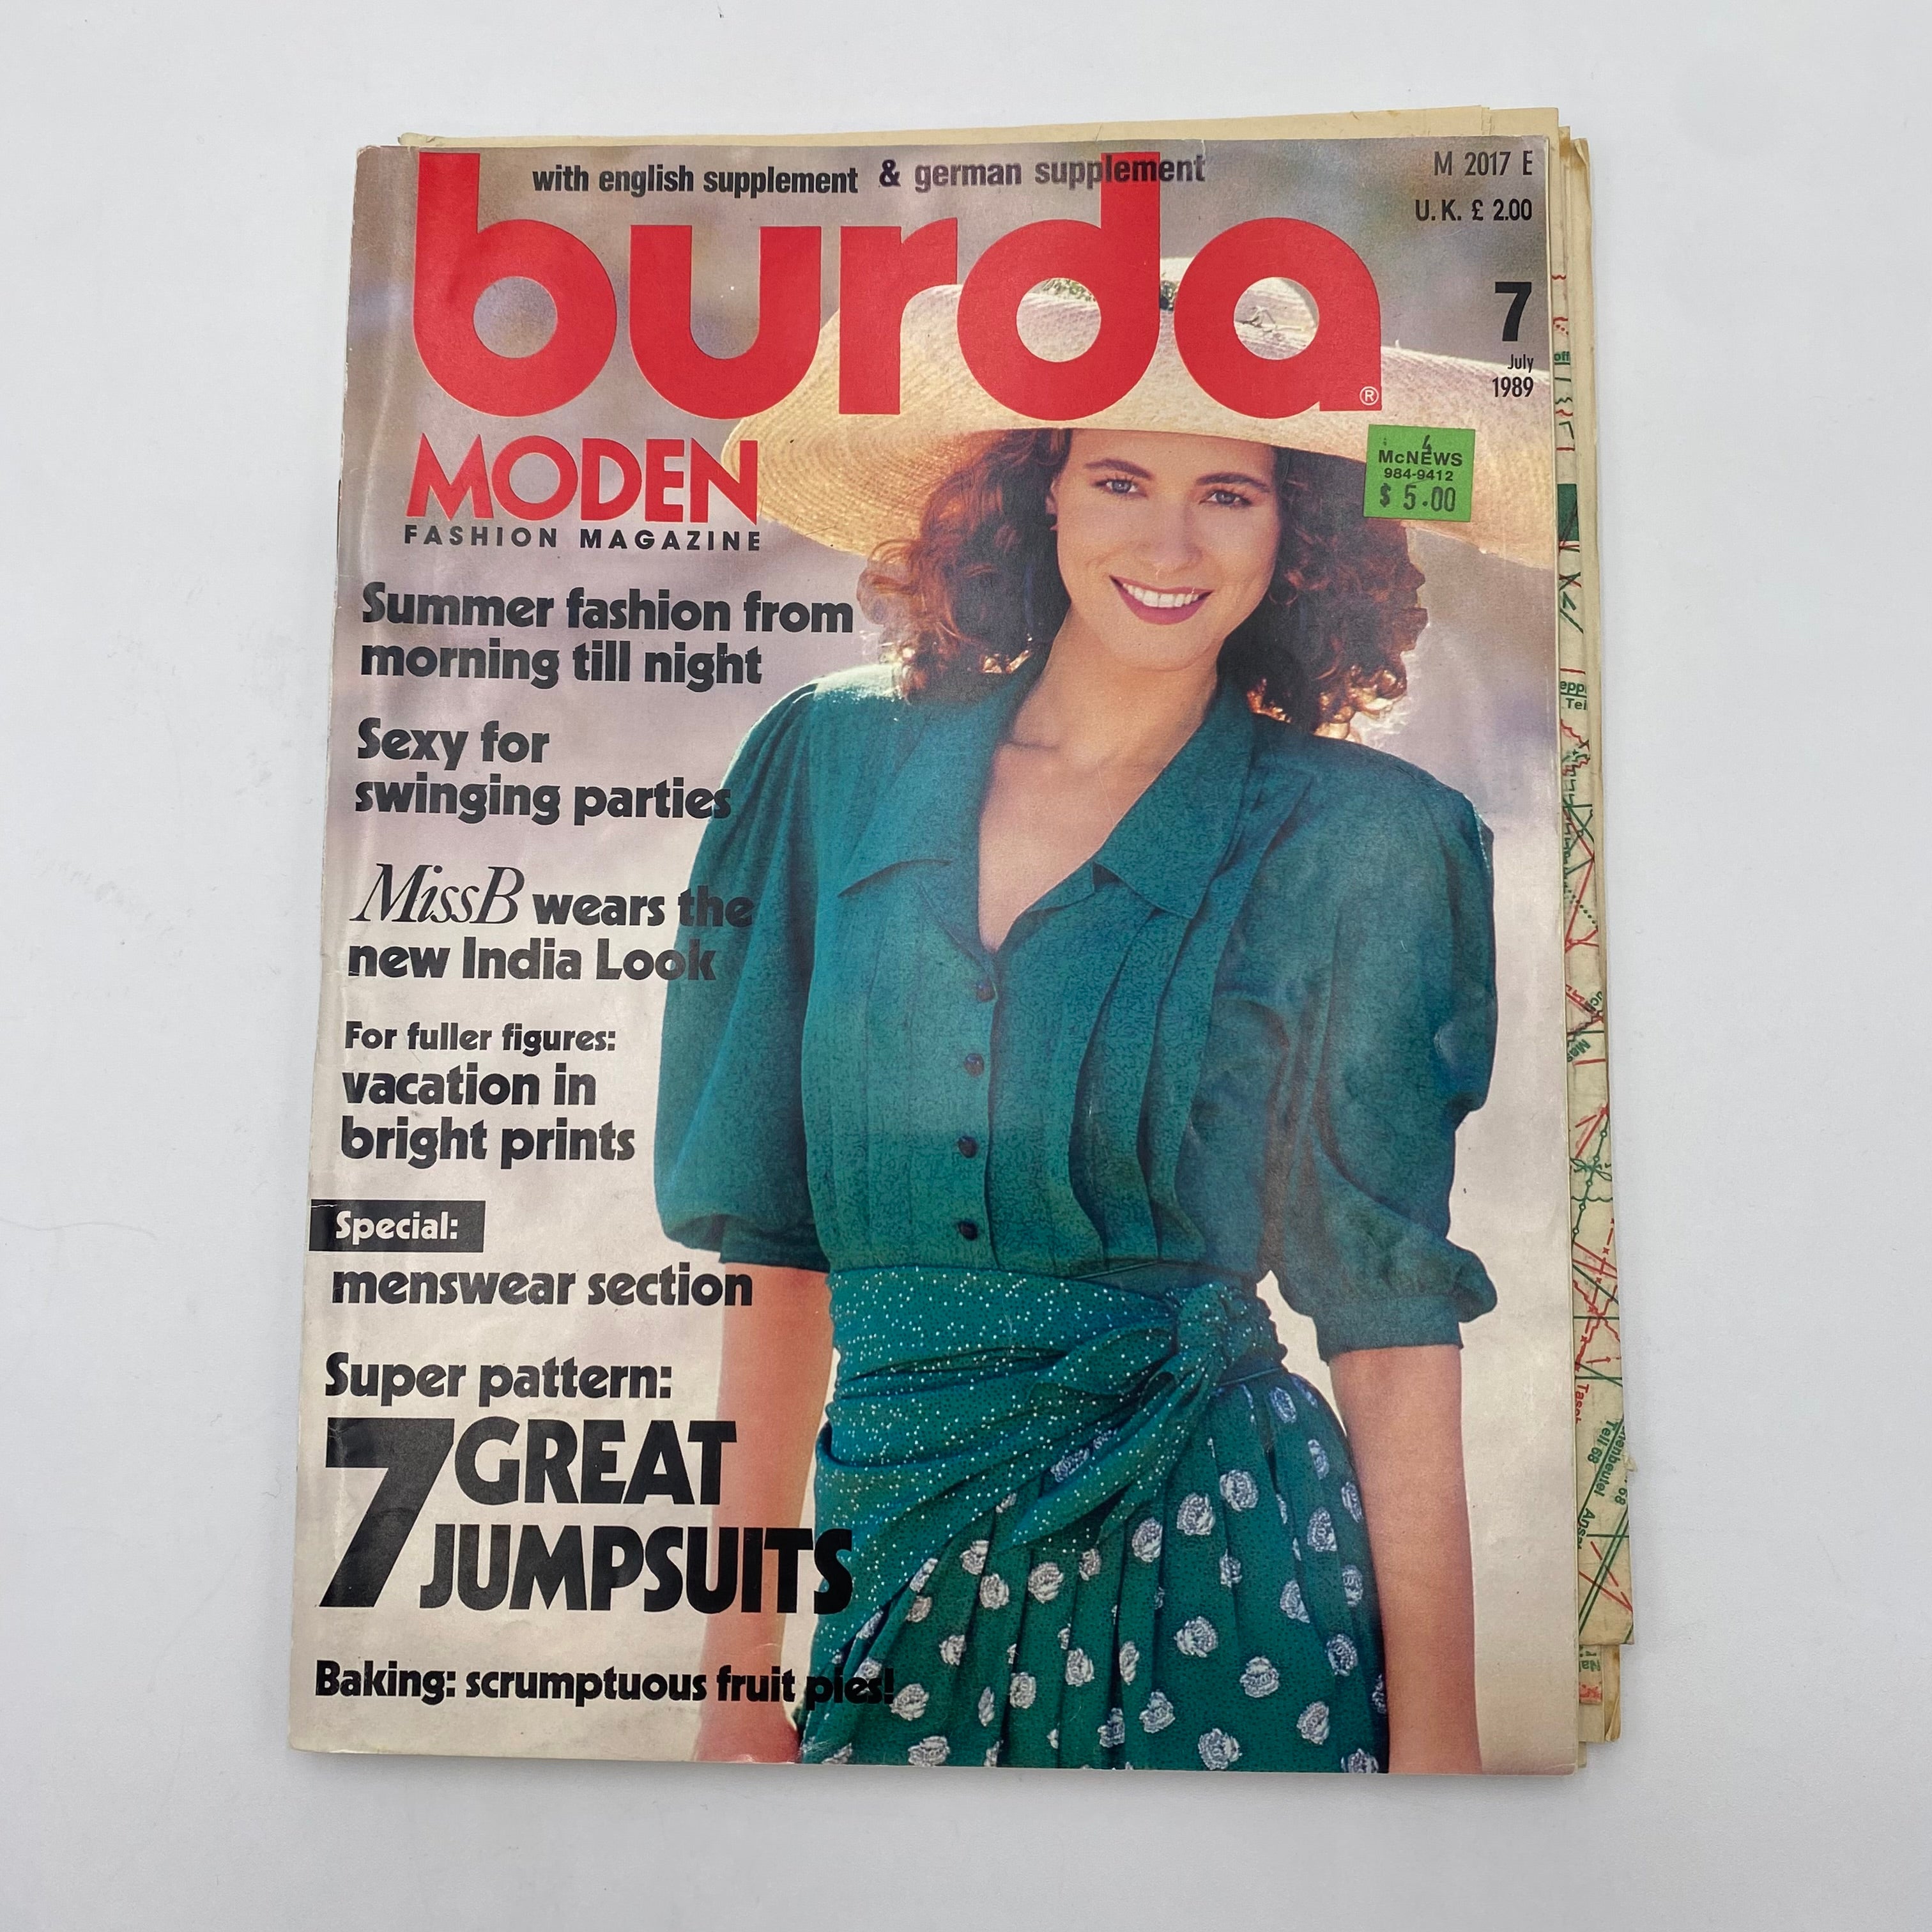 with english supplement & german supplement
M 2017 E
U.K. £ 2.00
burda
®
7
July
1989
MODEN
FASHION MAGAZINE
4
McNEWS
984-9412
$ 5.00
Summer fashion from
morning till night
Sexy for
swinging parties
MissB wears the
new India Look
For fuller figures:
vacation in
bright prints
Special:
menswear section
Super pattern:
7 GREAT
JUMPSUITS
Baking: scrumptuous fruit pies!